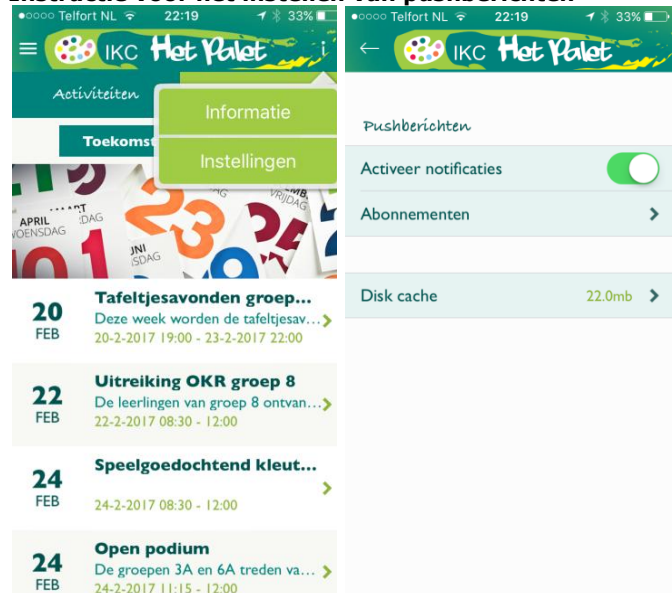 Instructie voor het instellen van pushberichten
Telfort NL 22:19 33%
IKC Het Palet
Activiteiten
Informatie
Instellingen
Toekomst
APRIL
WOENSDAG
VRIJDAG
20 FEB
Tafeltjesavonden groep...
Deze week worden de tafeltjesav...
20-2-2017 19:00 - 23-2-2017 22:00
22 FEB
Uitreiking OKR groep 8
De leerlingen van groep 8 ontvan...
22-2-2017 08:30 - 12:00
24 FEB
Speelgoedochtend kleut...
24-2-2017 08:30 - 12:00
24 FEB
Open podium
De groepen 3A en 6A treden va...
24-2-2017 11:15 - 12:00
Telfort NL 22:19 33%
IKC Het Palet
Pushberichten
Activeer notificaties
Abonnementen
Disk cache 22.0mb